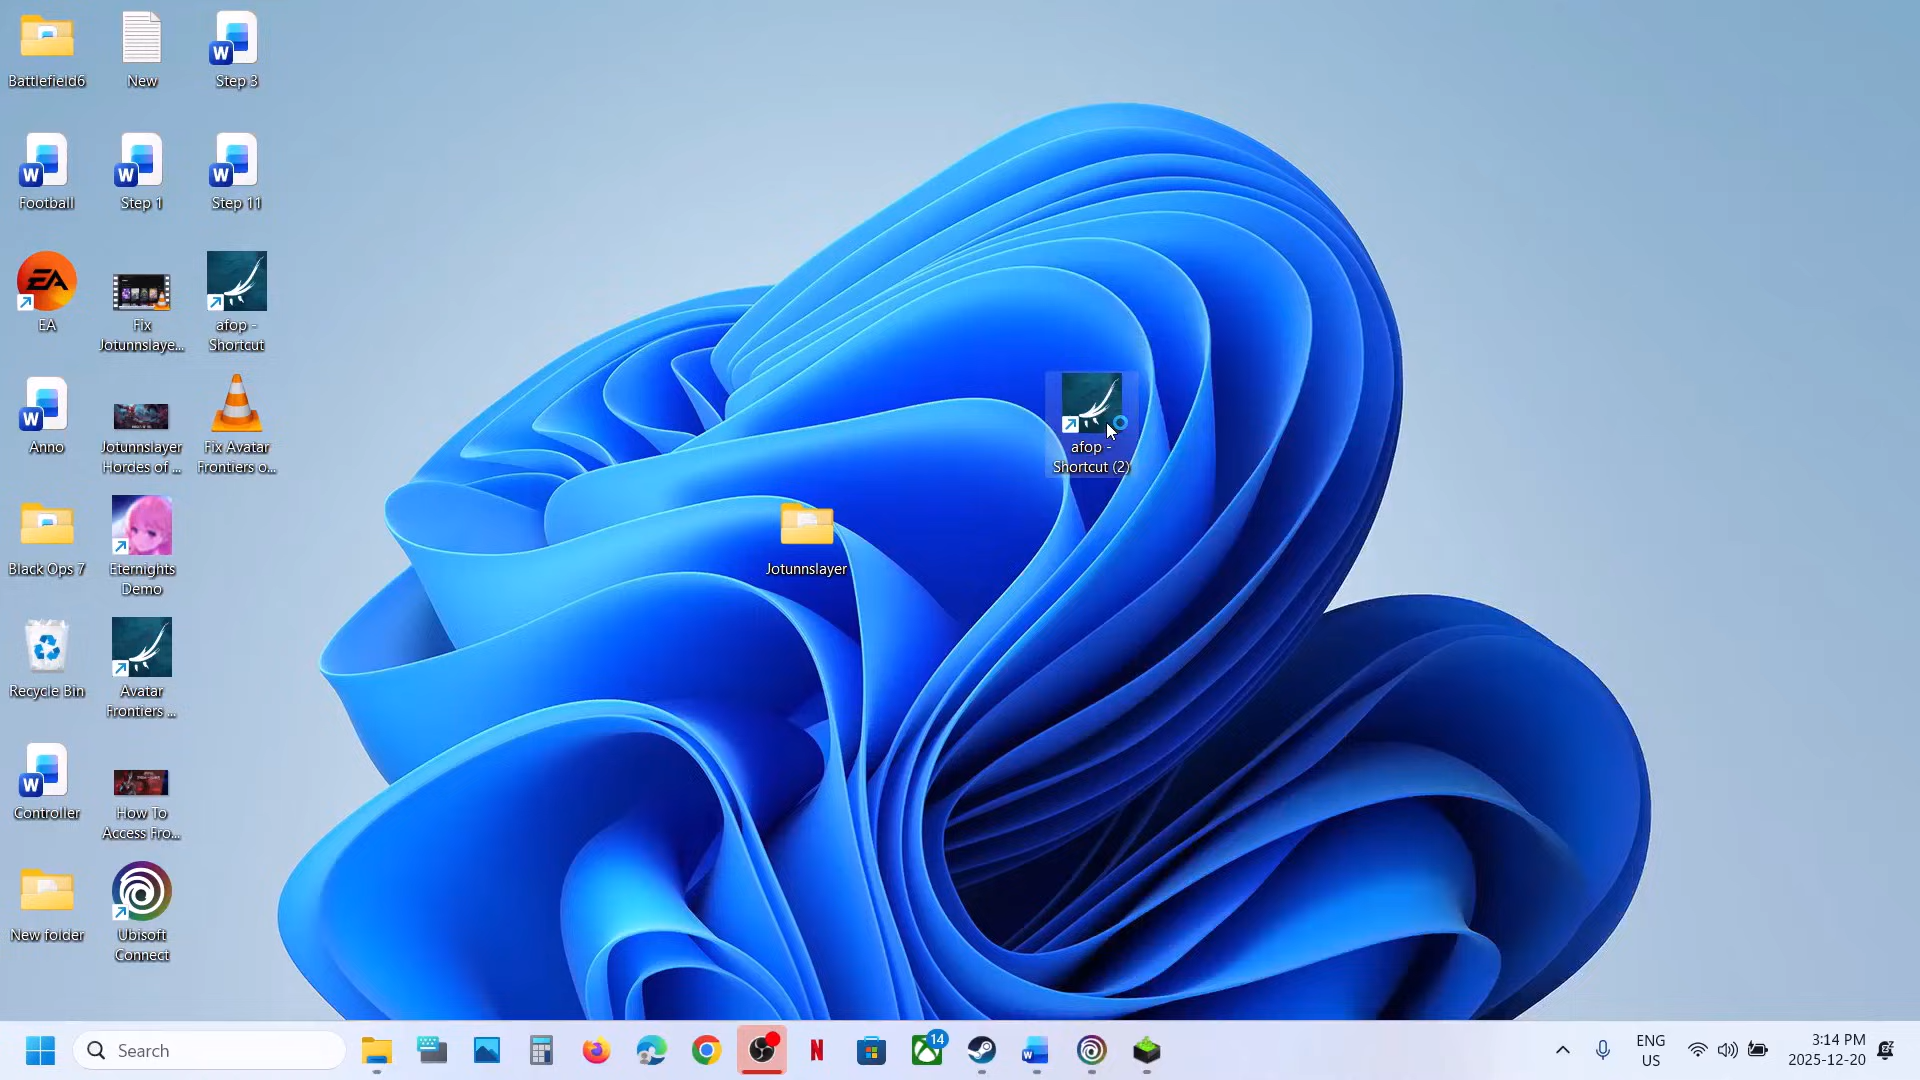 Battlefield6
New
Step 3
Football
Step 1
Step 11
EA
Fix
Jotunnslaye...
afop -
Shortcut
Anno
Jotunnslayer
Hordes of ...
Fix Avatar
Frontiers o...
afop -
Shortcut (2)
Jotunnslayer
Black Ops 7
Eternights
Demo
Recycle Bin
Avatar
Frontiers ...
Controller
How To
Access Fro...
New folder
Ubisoft
Connect
Search
14
ENG
US
3:14 PM
2025-12-20